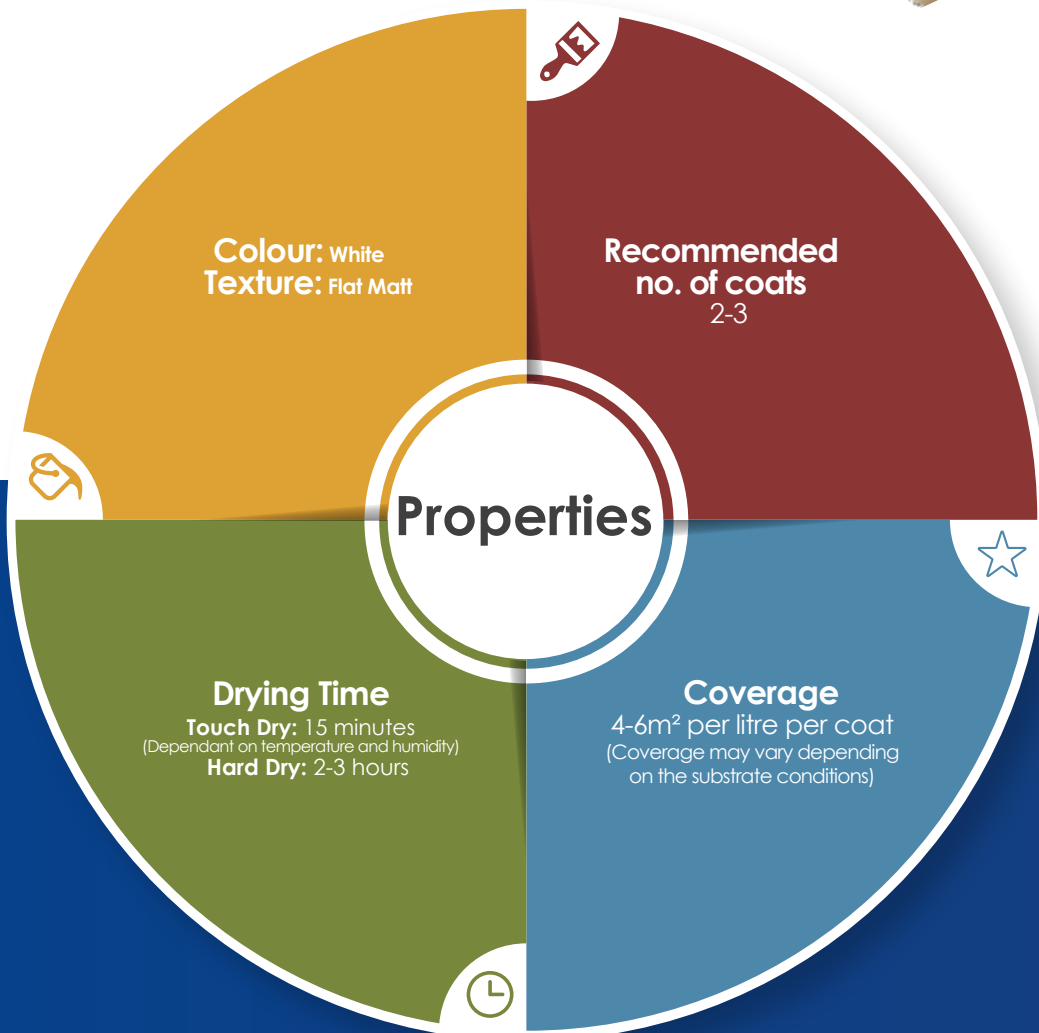 Colour: White
Texture: Flat Matt
Recommended
no. of coats
2-3
Properties
Drying Time
Touch Dry: 15 minutes
(Dependant on temperature and humidity)
Hard Dry: 2-3 hours
Coverage
4-6m² per litre per coat
(Coverage may vary depending
on the substrate conditions)